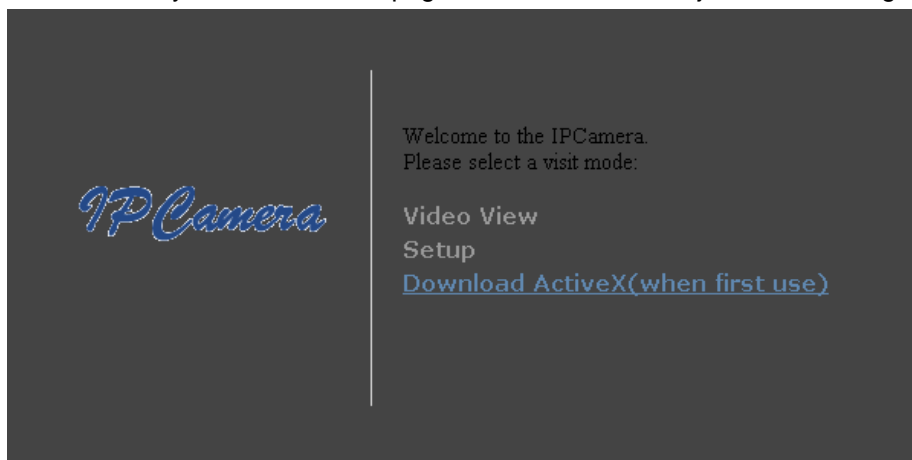 IPCamera
Welcome to the IPCamera.
Please select a visit mode:
Video View
Setup
Download ActiveX(when first use)